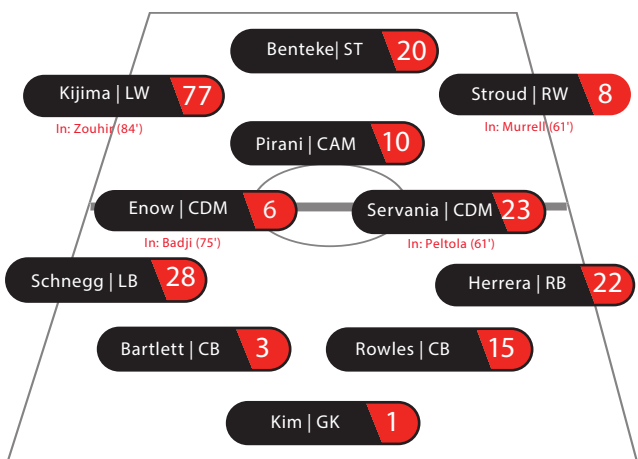 Benteke| ST 20
Kijima | LW 77
In: Zouhir (84')
Stroud | RW 8
In: Murrell (61')
Pirani | CAM 10
Enow | CDM 6
In: Badji (75')
Servania | CDM 23
In: Peltola (61')
Schnegg | LB 28
Herrera | RB 22
Bartlett | CB 3
Rowles | CB 15
Kim | GK 1